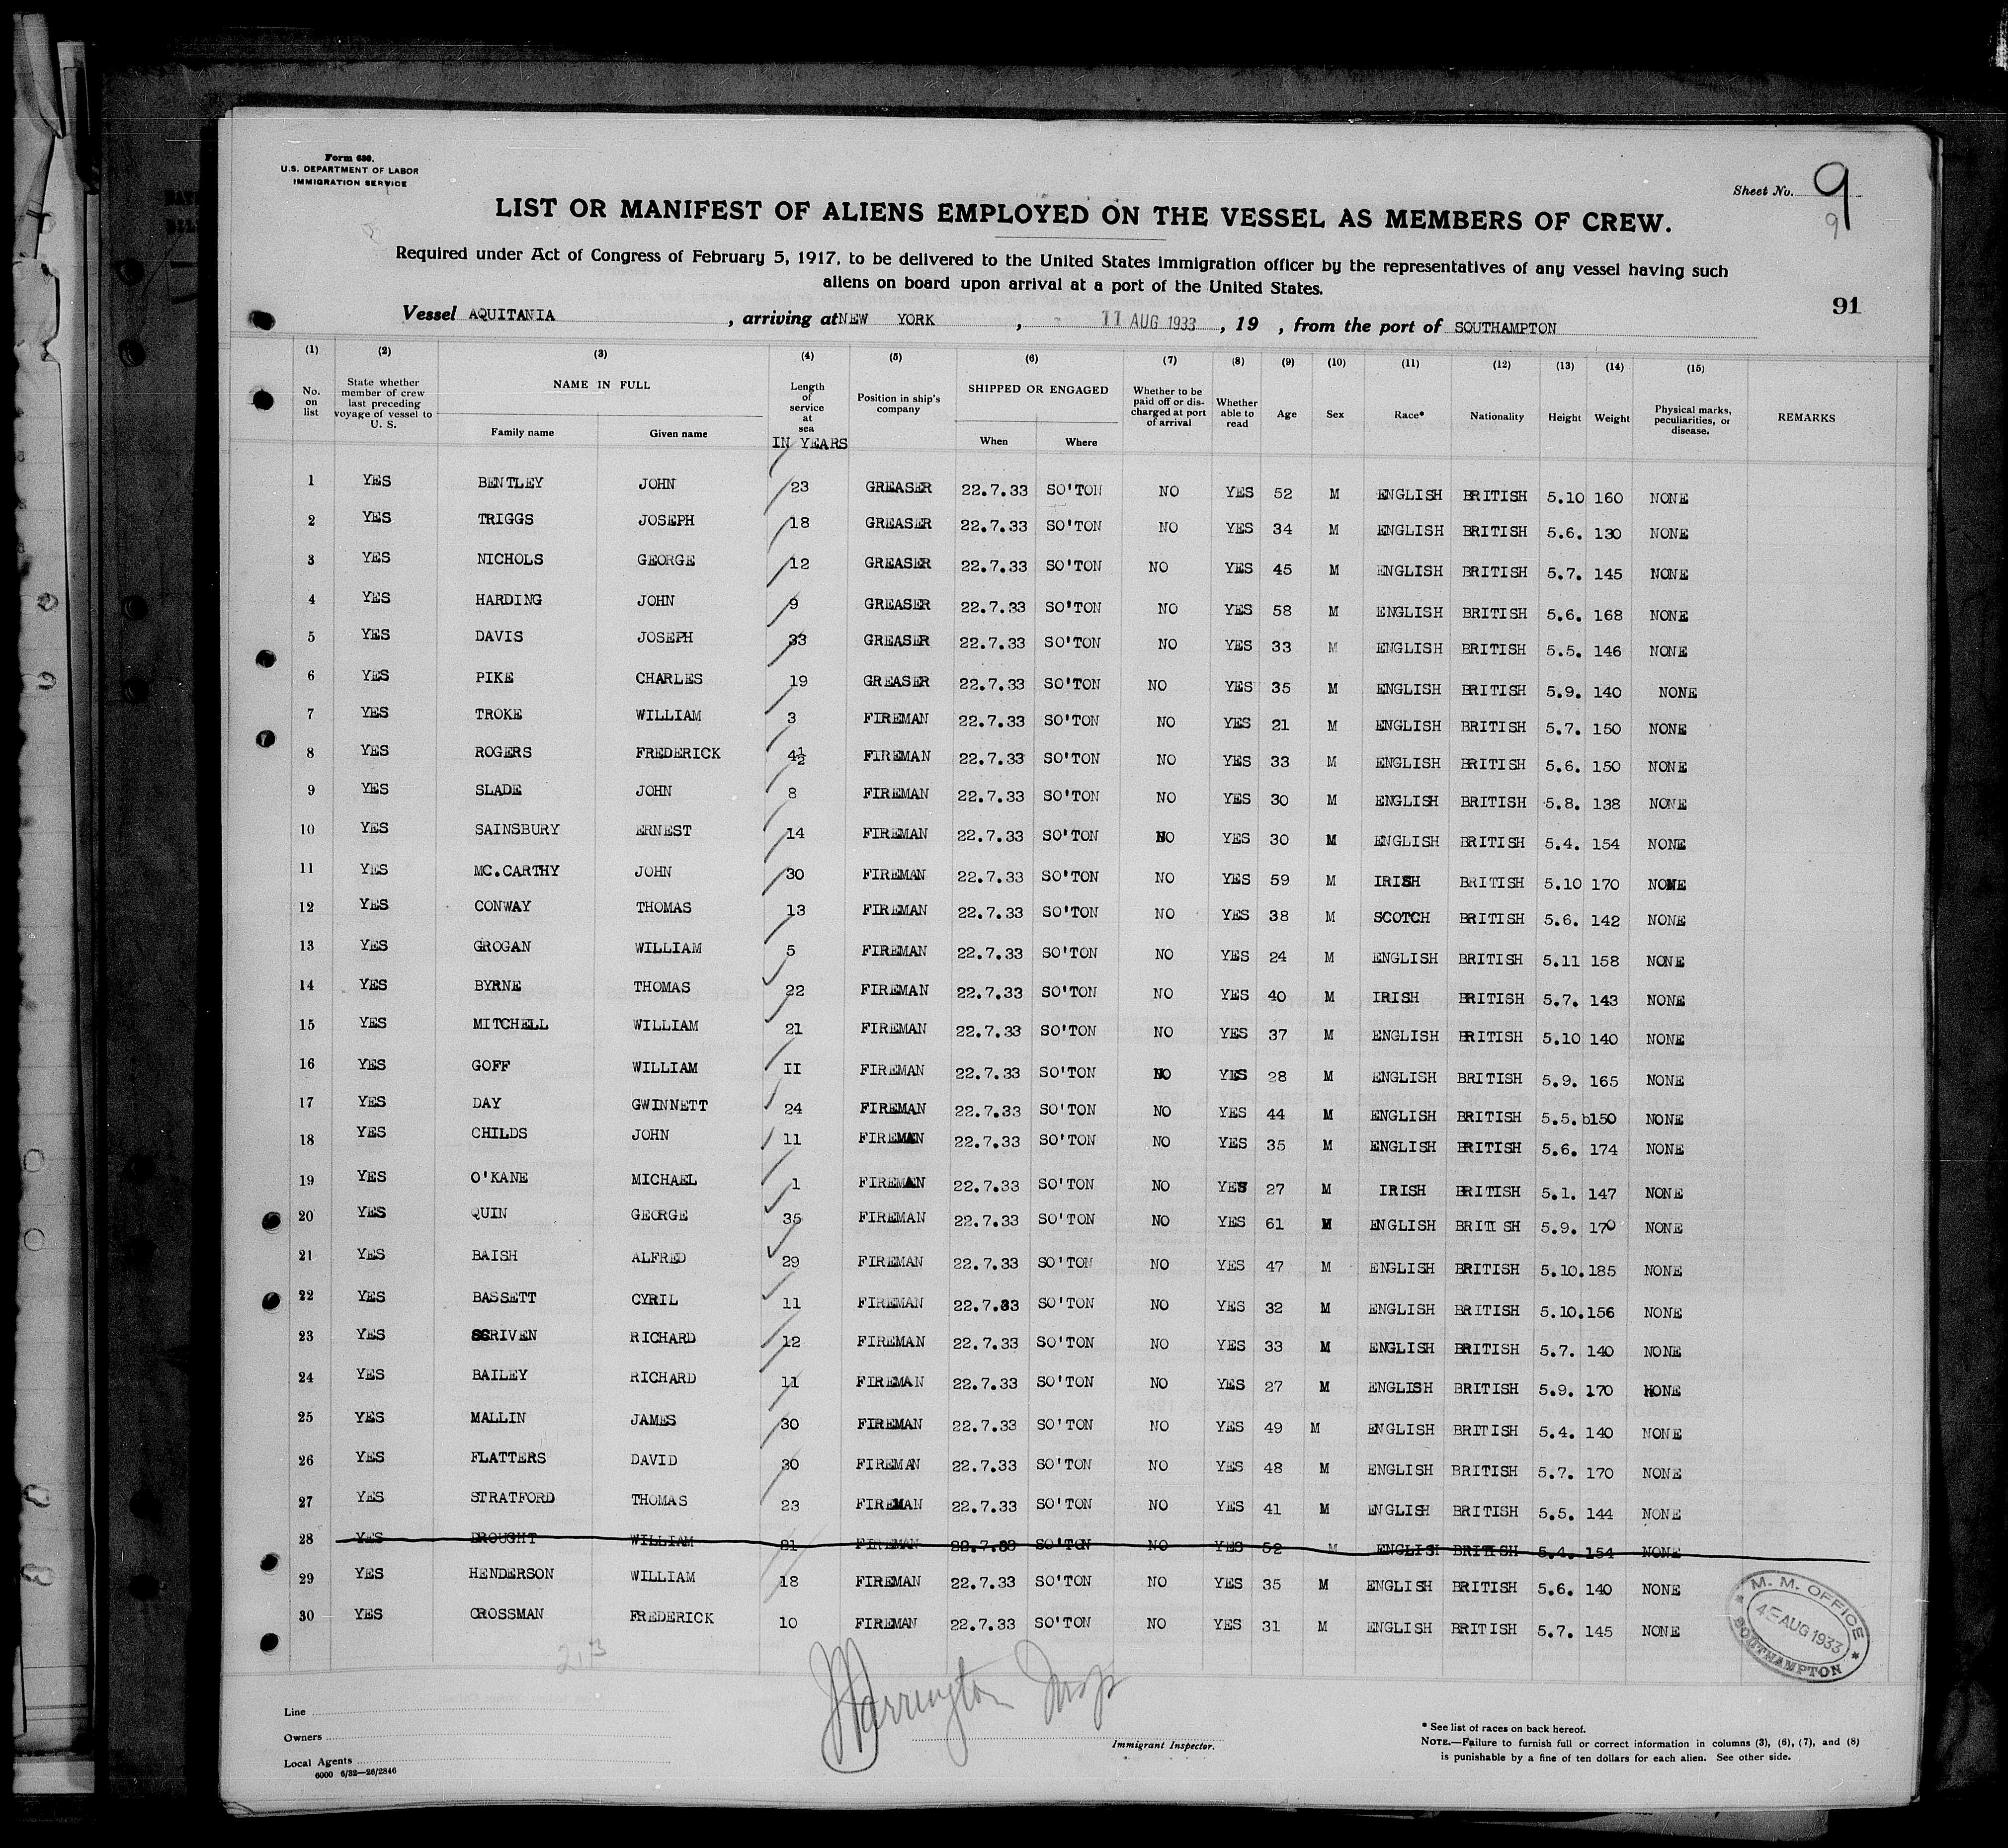 Form 680.
U.S. DEPARTMENT OF LABOR
IMMIGRATION SERVICE
Sheet No. 9
9
LIST OR MANIFEST OF ALIENS EMPLOYED ON THE VESSEL AS MEMBERS OF CREW.
Required under Act of Congress of February 5, 1917, to be delivered to the United States immigration officer by the representatives of any vessel having such
aliens on board upon arrival at a port of the United States.
91
Vessel AQUITANIA , arriving at NEW YORK , 11 AUG 1933 , 19 , from the port of SOUTHAMPTON
(1) (2) (3) (4) (5) (6) (7) (8) (9) (10) (11) (12) (13) (14) (15)
No. on list State whether member of crew last preceding voyage of vessel to U. S. NAME IN FULL Family name Given name Length of service at sea IN YEARS Position in ship's company SHIPPED OR ENGAGED When Where Whether to be paid off or discharged at port of arrival Whether able to read Age Sex Race* Nationality Height Weight Physical marks, peculiarities, or disease. REMARKS
1 YES BENTLEY JOHN 23 GREASER 22.7.33 SO'TON NO YES 52 M ENGLISH BRITISH 5.10 160 NONE
2 YES TRIGGS JOSEPH 18 GREASER 22.7.33 SO'TON NO YES 34 M ENGLISH BRITISH 5.6. 130 NONE
3 YES NICHOLS GEORGE 12 GREASER 22.7.33 SO'TON NO YES 45 M ENGLISH BRITISH 5.7. 145 NONE
4 YES HARDING JOHN 9 GREASER 22.7.33 SO'TON NO YES 58 M ENGLISH BRITISH 5.6. 168 NONE
5 YES DAVIS JOSEPH 33 GREASER 22.7.33 SO'TON NO YES 33 M ENGLISH BRITISH 5.5. 146 NONE
6 YES PIKE CHARLES 19 GREASER 22.7.33 SO'TON NO YES 35 M ENGLISH BRITISH 5.9. 140 NONE
7 YES TROKE WILLIAM 3 FIREMAN 22.7.33 SO'TON NO YES 21 M ENGLISH BRITISH 5.7. 150 NONE
8 YES ROGERS FREDERICK 4½ FIREMAN 22.7.33 SO'TON NO YES 33 M ENGLISH BRITISH 5.6. 150 NONE
9 YES SLADE JOHN 8 FIREMAN 22.7.33 SO'TON NO YES 30 M ENGLISH BRITISH 5.8. 138 NONE
10 YES SAINSBURY ERNEST 14 FIREMAN 22.7.33 SO'TON NO YES 30 M ENGLISH BRITISH 5.4. 154 NONE
11 YES MC.CARTHY JOHN 30 FIREMAN 22.7.33 SO'TON NO YES 59 M IRISH BRITISH 5.10 170 NONE
12 YES CONWAY THOMAS 13 FIREMAN 22.7.33 SO'TON NO YES 38 M SCOTCH BRITISH 5.6. 142 NONE
13 YES GROGAN WILLIAM 5 FIREMAN 22.7.33 SO'TON NO YES 24 M ENGLISH BRITISH 5.11 158 NONE
14 YES BYRNE THOMAS 22 FIREMAN 22.7.33 SO'TON NO YES 40 M IRISH BRITISH 5.7. 143 NONE
15 YES MITCHELL WILLIAM 21 FIREMAN 22.7.33 SO'TON NO YES 37 M ENGLISH BRITISH 5.10 140 NONE
16 YES GOFF WILLIAM II FIREMAN 22.7.33 SO'TON NO YES 28 M ENGLISH BRITISH 5.9. 165 NONE
17 YES DAY GWINNETT 24 FIREMAN 22.7.33 SO'TON NO YES 44 M ENGLISH BRITISH 5.5. b150 NONE
18 YES CHILDS JOHN 11 FIREMAN 22.7.33 SO'TON NO YES 35 M ENGLISH BRITISH 5.6. 174 NONE
19 YES O'KANE MICHAEL 1 FIREMAN 22.7.33 SO'TON NO YES 27 M IRISH BRITISH 5.1. 147 NONE
20 YES QUIN GEORGE 35 FIREMAN 22.7.33 SO'TON NO YES 61 M ENGLISH BRITISH 5.9. 170 NONE
21 YES BAISH ALFRED 29 FIREMAN 22.7.33 SO'TON NO YES 47 M ENGLISH BRITISH 5.10. 185 NONE
22 YES BASSETT CYRIL 11 FIREMAN 22.7.33 SO'TON NO YES 32 M ENGLISH BRITISH 5.10. 156 NONE
23 YES SCRIVEN RICHARD 12 FIREMAN 22.7.33 SO'TON NO YES 33 M ENGLISH BRITISH 5.7. 140 NONE
24 YES BAILEY RICHARD 11 FIREMAN 22.7.33 SO'TON NO YES 27 M ENGLISH BRITISH 5.9. 170 NONE
25 YES MALLIN JAMES 30 FIREMAN 22.7.33 SO'TON NO YES 49 M ENGLISH BRITISH 5.4. 140 NONE
26 YES FLATTERS DAVID 30 FIREMAN 22.7.33 SO'TON NO YES 48 M ENGLISH BRITISH 5.7. 170 NONE
27 YES STRATFORD THOMAS 23 FIREMAN 22.7.33 SO'TON NO YES 41 M ENGLISH BRITISH 5.5. 144 NONE
28 YES DROUGHT WILLIAM 21 FIREMAN 22.7.33 SO'TON NO YES 52 M ENGLISH BRITISH 5.4. 154 NONE
29 YES HENDERSON WILLIAM 18 FIREMAN 22.7.33 SO'TON NO YES 35 M ENGLISH BRITISH 5.6. 140 NONE
30 YES CROSSMAN FREDERICK 10 FIREMAN 22.7.33 SO'TON NO YES 31 M ENGLISH BRITISH 5.7. 145 NONE
M. M. OFFICE
AUG 1933
SOUTHAMPTON
Line
Owners
Local Agents
6000 6/32—26/2846
Immigrant Inspector.
* See list of races on back hereof.
NOTE.—Failure to furnish full or correct information in columns (3), (6), (7), and (8)
is punishable by a fine of ten dollars for each alien. See other side.